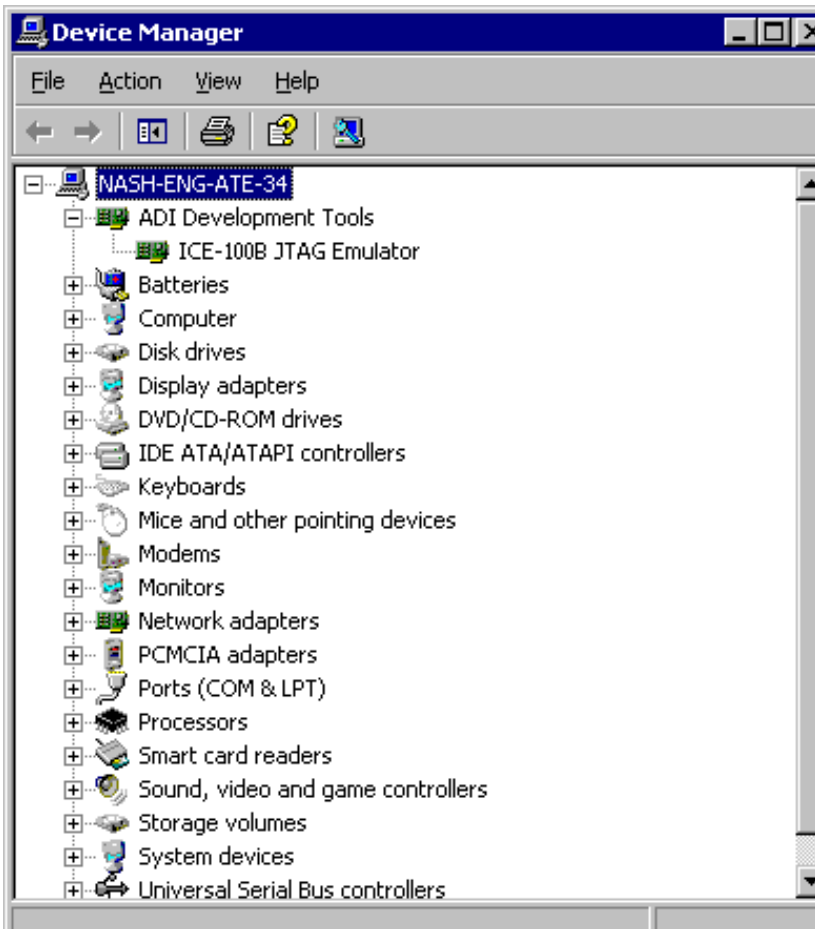 Device Manager
File Action View Help
NASH-ENG-ATE-34
ADI Development Tools
ICE-100B JTAG Emulator
Batteries
Computer
Disk drives
Display adapters
DVD/CD-ROM drives
IDE ATA/ATAPI controllers
Keyboards
Mice and other pointing devices
Modems
Monitors
Network adapters
PCMCIA adapters
Ports (COM & LPT)
Processors
Smart card readers
Sound, video and game controllers
Storage volumes
System devices
Universal Serial Bus controllers